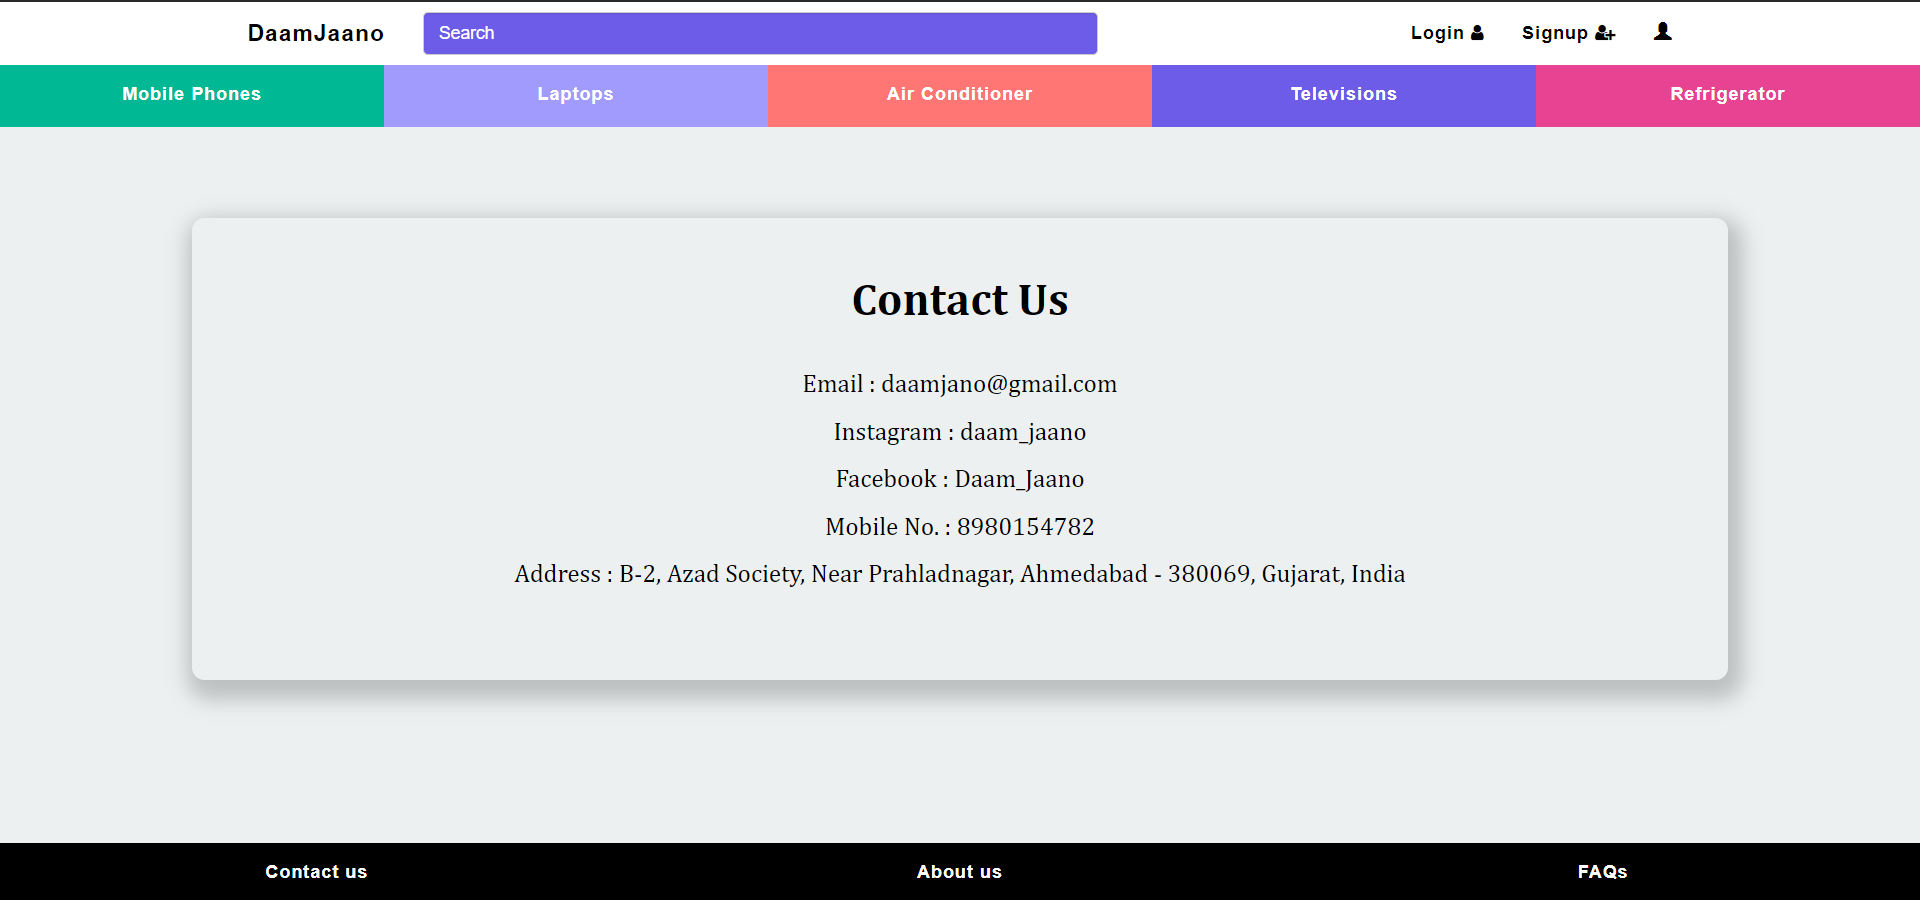 DaamJaano Search Login Signup
Mobile Phones Laptops Air Conditioner Televisions Refrigerator
Contact Us
Email : daamjano@gmail.com
Instagram : daam_jaano
Facebook : Daam_Jaano
Mobile No. : 8980154782
Address : B-2, Azad Society, Near Prahladnagar, Ahmedabad - 380069, Gujarat, India
Contact us About us FAQs